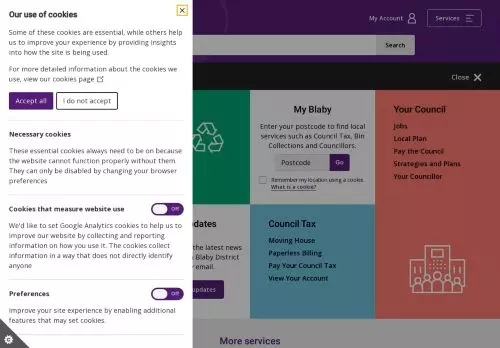 Our use of cookies
Some of these cookies are essential, while others help
us to improve your experience by providing insights
into how the site is being used.
For more detailed information about the cookies we
use, view our cookies page
Accept all
I do not accept
Necessary cookies
These essential cookies always need to be on because
the website cannot function properly without them.
They can only be disabled by changing your browser
preferences
Cookies that measure website use
Off
We'd like to set Google Analytics cookies to help us to
improve our website by collecting and reporting
information on how you use it. The cookies collect
information in a way that does not directly identify
anyone
Preferences
Off
Improve your site experience by enabling additional
features that may set cookies.
My Account
Services
Search
Close
My Blaby
Enter your postcode to find local
services such as Council Tax, Bin
Collections and Councillors.
Postcode
Go
Remember my location using a cookie.
What is a cookie?
Your Council
Jobs
Local Plan
Pay the Council
Strategies and Plans
Your Councillor
the latest news
Blaby District
email.
updates
Council Tax
Moving House
Paperless Billing
Pay Your Council Tax
View Your Account
More services